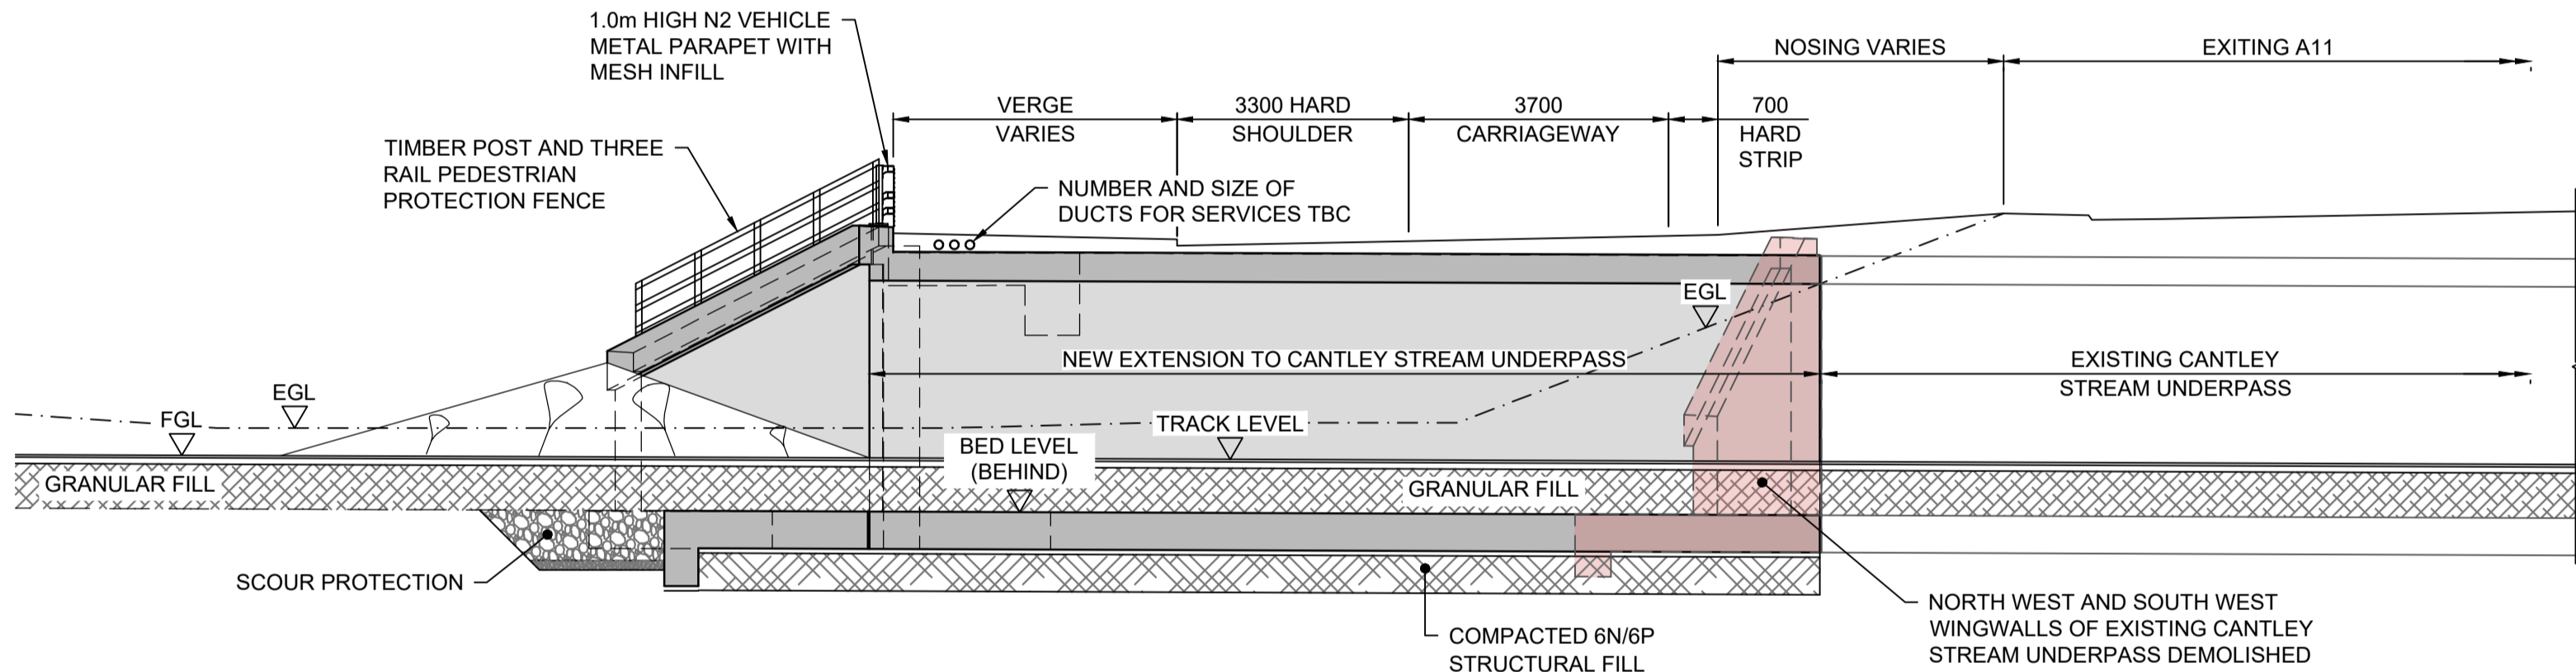 1.0m HIGH N2 VEHICLE
METAL PARAPET WITH
MESH INFILL
NOSING VARIES
EXITING A11
VERGE
VARIES
3300 HARD
SHOULDER
3700
CARRIAGEWAY
700
HARD
STRIP
TIMBER POST AND THREE
RAIL PEDESTRIAN
PROTECTION FENCE
NUMBER AND SIZE OF
DUCTS FOR SERVICES TBC
EGL
NEW EXTENSION TO CANTLEY STREAM UNDERPASS
EXISTING CANTLEY
STREAM UNDERPASS
EGL
FGL
TRACK LEVEL
BED LEVEL
(BEHIND)
GRANULAR FILL
GRANULAR FILL
SCOUR PROTECTION
COMPACTED 6N/6P
STRUCTURAL FILL
NORTH WEST AND SOUTH WEST
WINGWALLS OF EXISTING CANTLEY
STREAM UNDERPASS DEMOLISHED